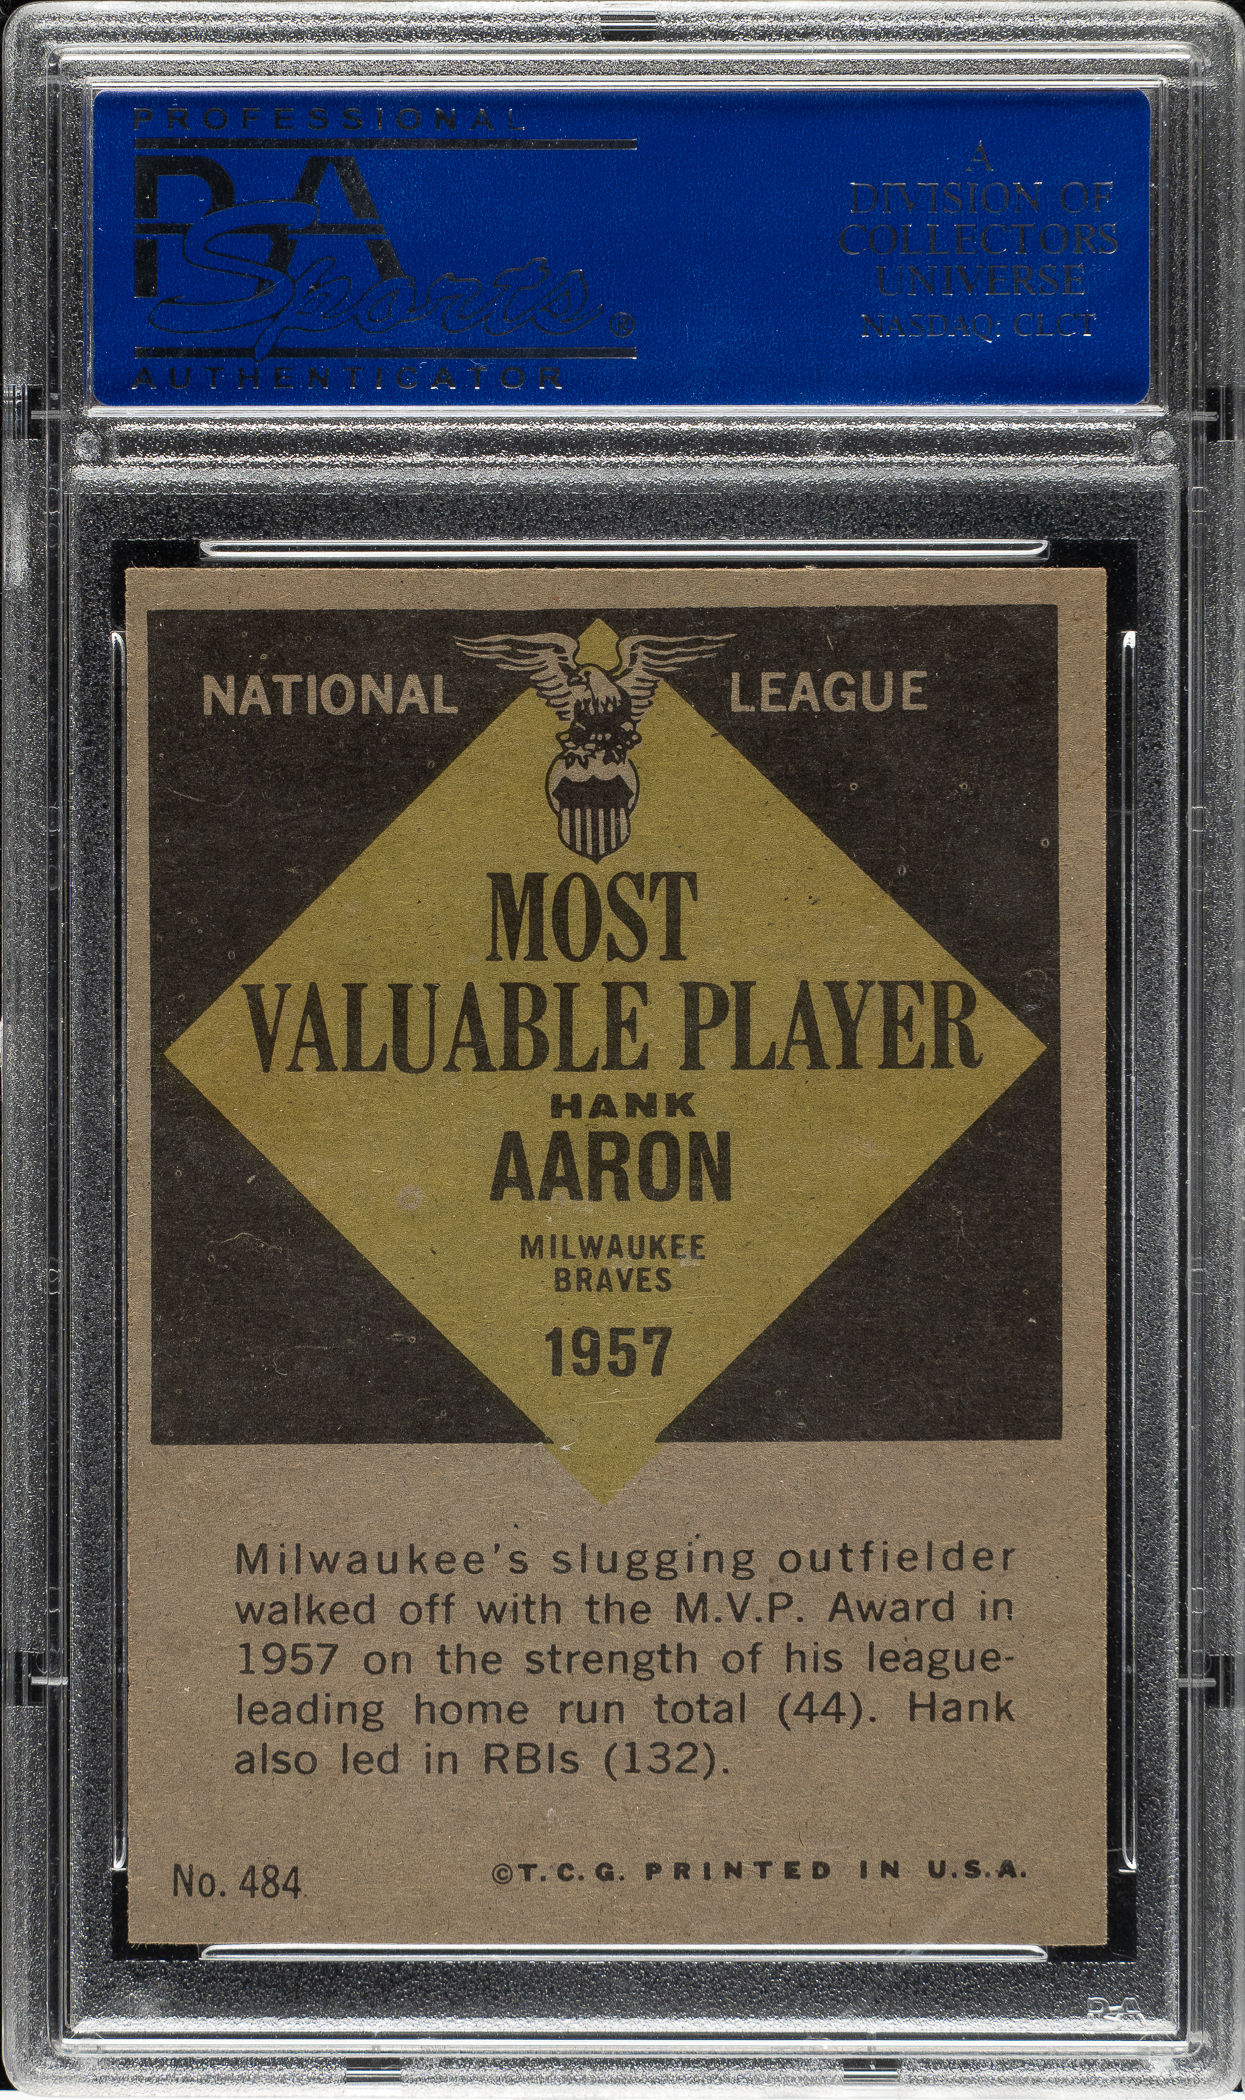 PROFESSIONAL
PSA
Sports®
AUTHENTICATOR
A
DIVISION OF
COLLECTORS
UNIVERSE
NASDAQ: CLCT
NATIONAL LEAGUE
MOST
VALUABLE PLAYER
HANK
AARON
MILWAUKEE
BRAVES
1957
Milwaukee's slugging outfielder
walked off with the M.V.P. Award in
1957 on the strength of his league-
leading home run total (44). Hank
also led in RBIs (132).
No. 484
©T.C.G. PRINTED IN U.S.A.
PSA